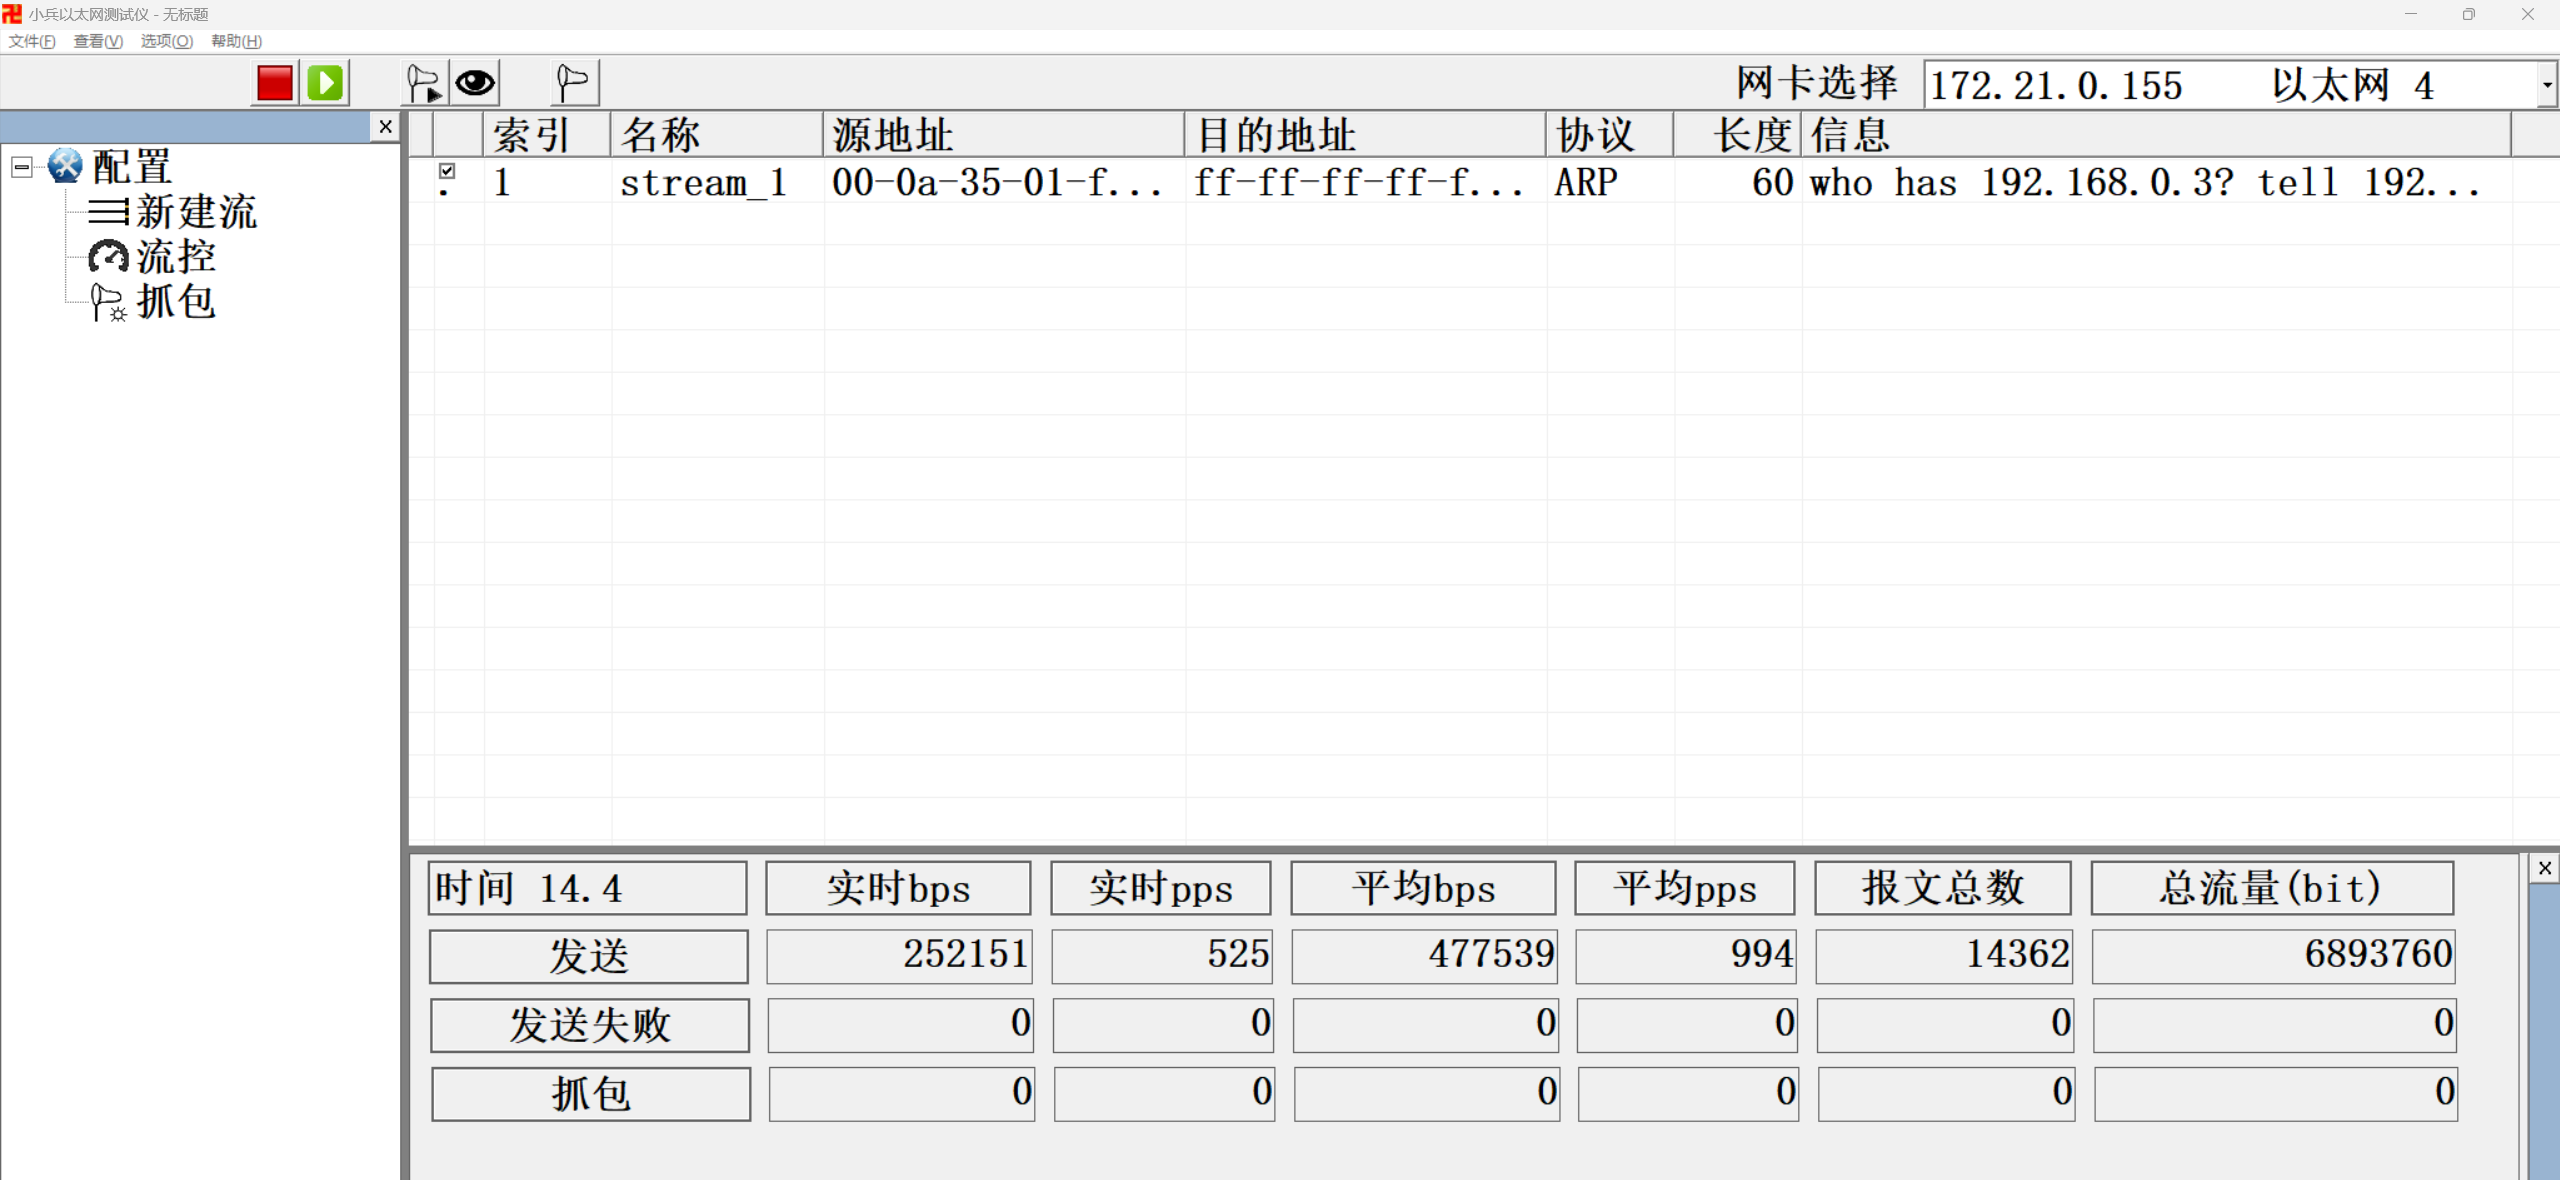 小兵以太网测试仪 - 无标题
文件(F) 查看(V) 选项(O) 帮助(H)
网卡选择 172.21.0.155 以太网 4
配置
新建流
流控
抓包
索引 名称 源地址 目的地址 协议 长度 信息
1 stream_1 00-0a-35-01-f... ff-ff-ff-ff-f... ARP 60 who has 192.168.0.3? tell 192...
时间 14.4 实时bps 实时pps 平均bps 平均pps 报文总数 总流量(bit)
发送 252151 525 477539 994 14362 6893760
发送失败 0 0 0 0 0 0
抓包 0 0 0 0 0 0